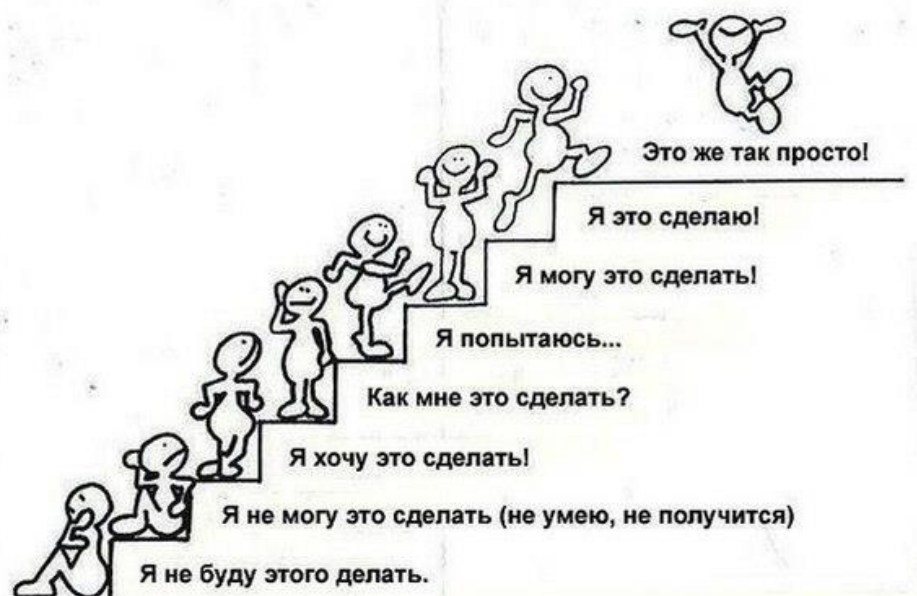 Это же так просто!
Я это сделаю!
Я могу это сделать!
Я попытаюсь...
Как мне это сделать?
Я хочу это сделать!
Я не могу это сделать (не умею, не получится)
Я не буду этого делать.